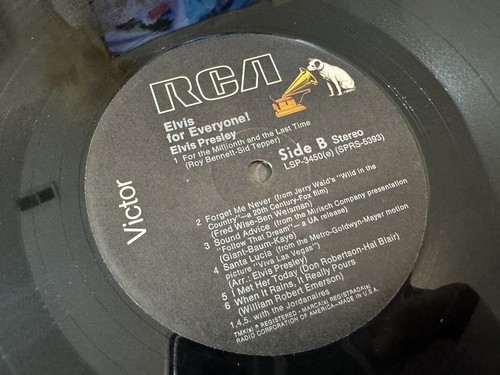 RCA
Elvis
for Everyone!
Elvis Presley
1 For the Millionth and the Last Time
(Roy Bennett-Sid Tepper)
Side B Stereo
LSP-3450(e) (SPRS-5393)
Victor
2 Forget Me Never (from Jerry Wald's "Wild in the
Country"—a 20th Century-Fox film)
(Fred Wise-Ben Weisman)
3 Sound Advice (from the Mirisch Company presentation
"Follow That Dream"—a UA release)
(Giant-Baum-Kaye)
4 Santa Lucia (from the Metro-Goldwyn-Mayer motion
picture "Viva Las Vegas")
(Arr.: Elvis Presley)
5 I Met Her Today (Don Robertson-Hal Blair)
6 When It Rains, It Really Pours
(William Robert Emerson)
1,4,5. with the Jordanaires
TMK(s) ® REGISTERED • MARCA(s) REGISTRADA(s)
RADIO CORPORATION OF AMERICA—MADE IN U.S.A.